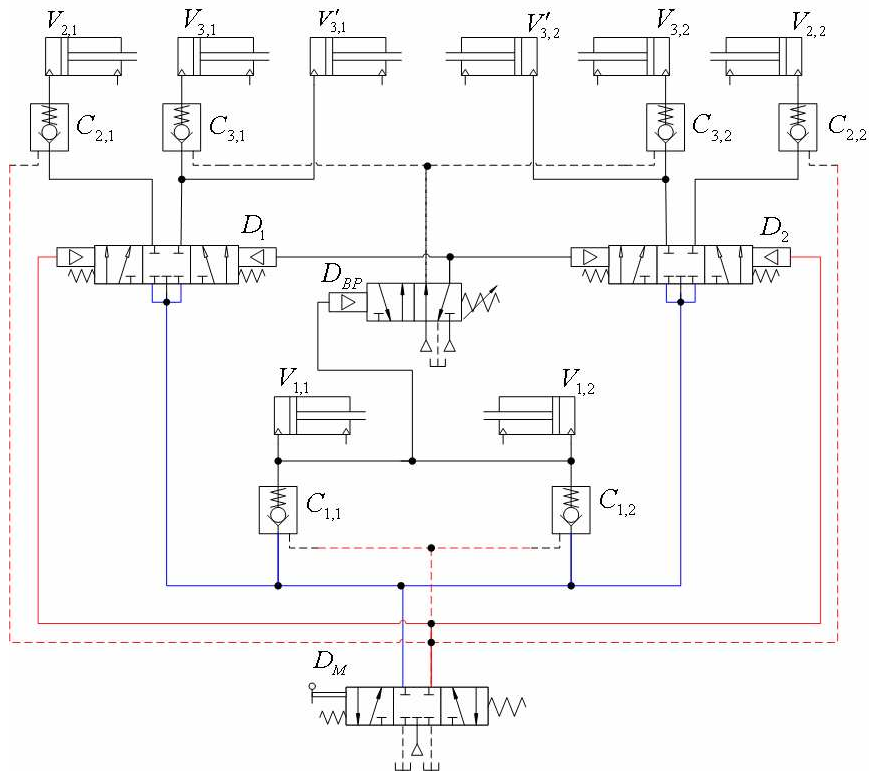 V2,1 V3,1 V′3,1 V′3,2 V3,2 V2,2
C2,1 C3,1 C3,2 C2,2
D1 D2
DBP
V1,1 V1,2
C1,1 C1,2
DM